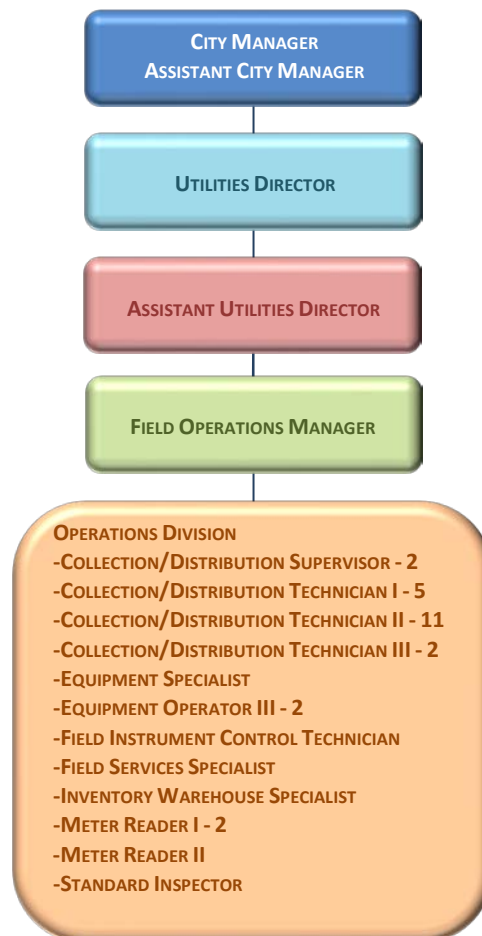 City Manager
Assistant City Manager
Utilities Director
Assistant Utilities Director
Field Operations Manager
Operations Division
-Collection/Distribution Supervisor - 2
-Collection/Distribution Technician I - 5
-Collection/Distribution Technician II - 11
-Collection/Distribution Technician III - 2
-Equipment Specialist
-Equipment Operator III - 2
-Field Instrument Control Technician
-Field Services Specialist
-Inventory Warehouse Specialist
-Meter Reader I - 2
-Meter Reader II
-Standard Inspector